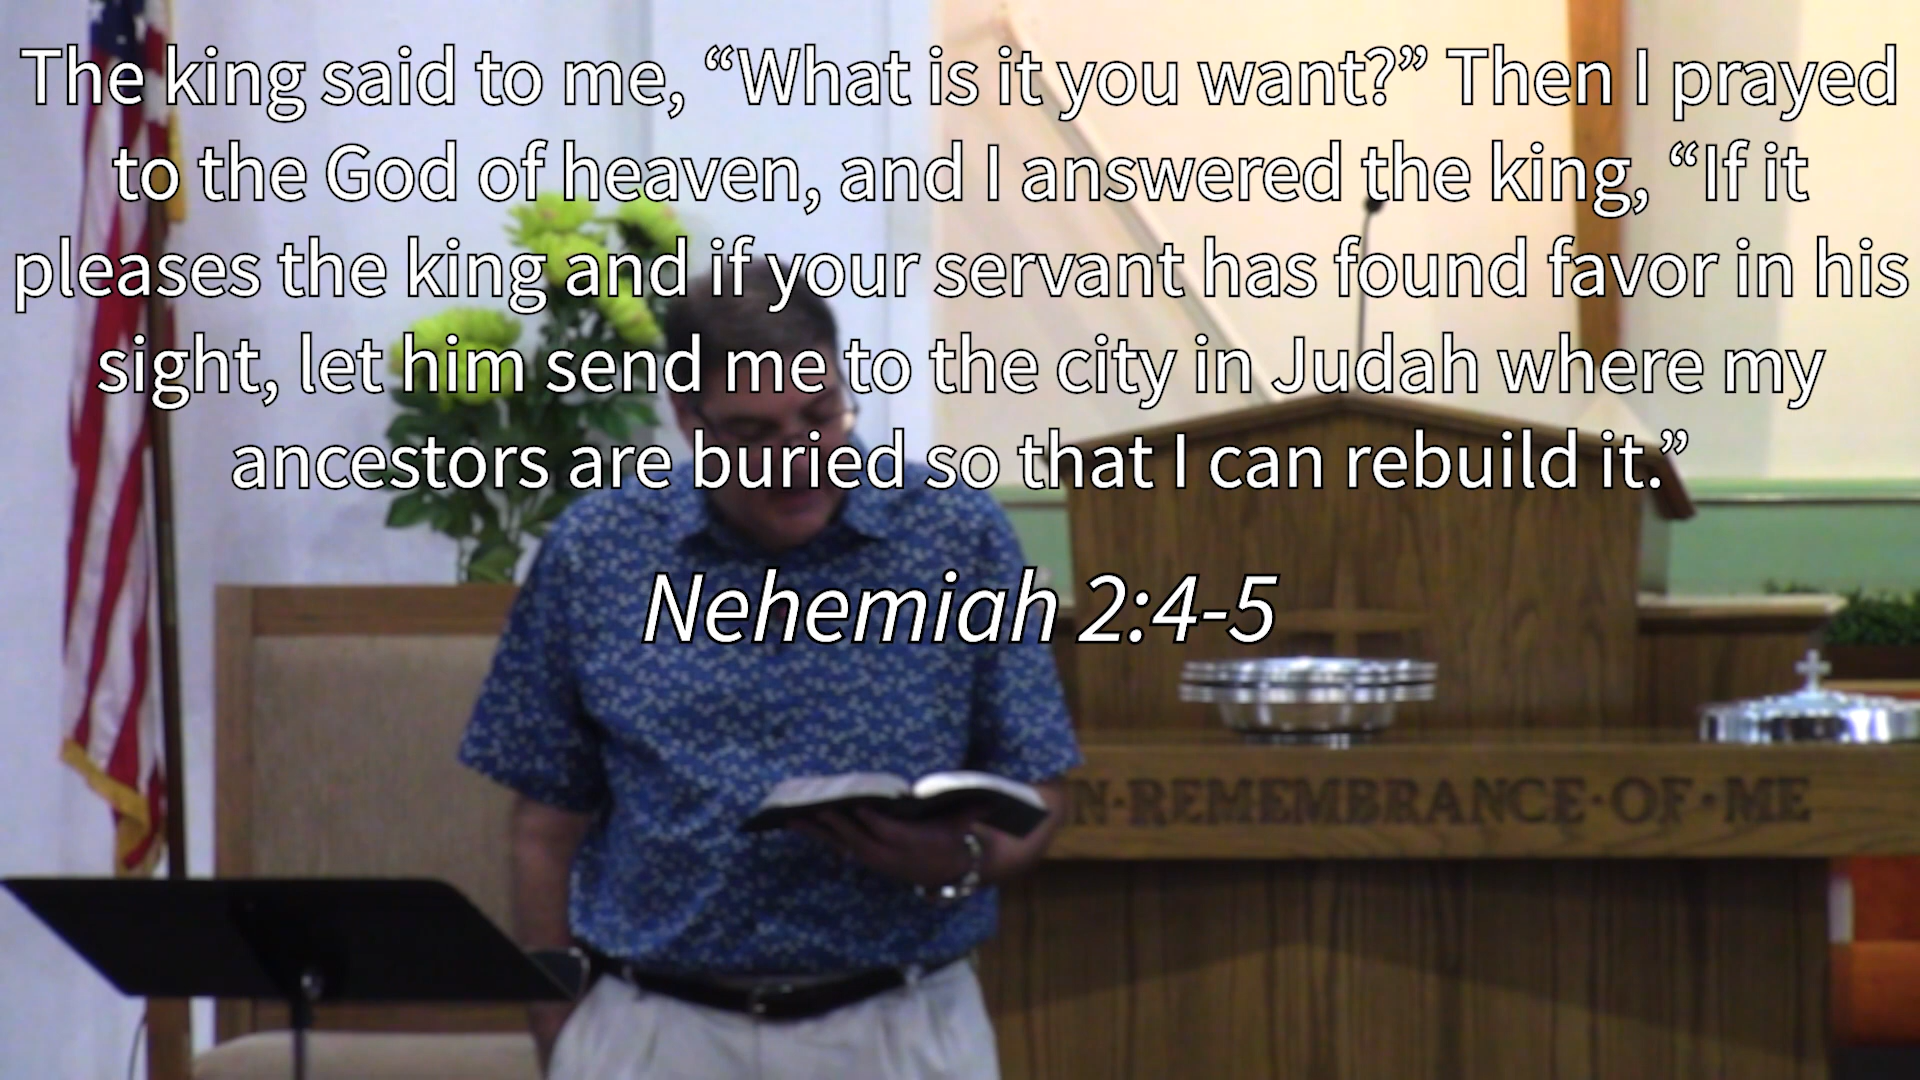 The king said to me, “What is it you want?” Then I prayed
to the God of heaven, and I answered the king, “If it
pleases the king and if your servant has found favor in his
sight, let him send me to the city in Judah where my
ancestors are buried so that I can rebuild it.”
Nehemiah 2:4-5
N·REMEMBRANCE·OF·ME